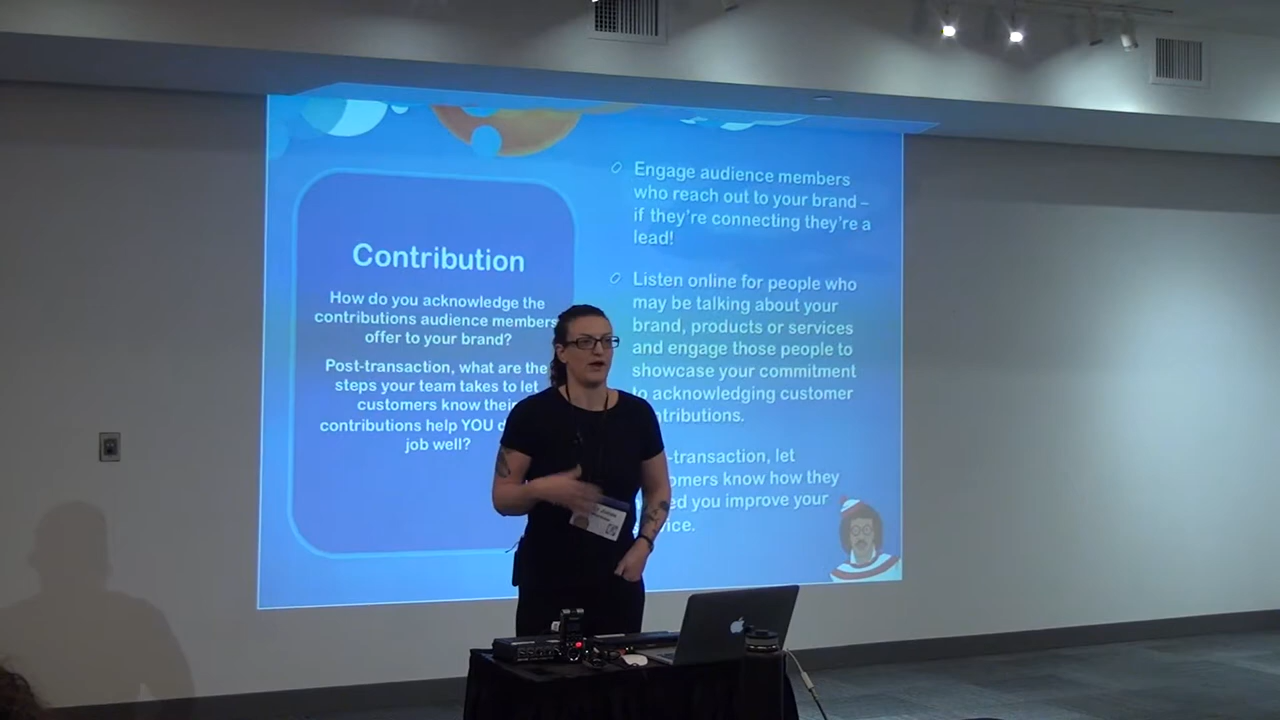 Contribution
How do you acknowledge the
contributions audience members
offer to your brand?
Post-transaction, what are the
steps your team takes to let
customers know their
contributions help YOU
job well?
Engage audience members
who reach out to your brand –
if they're connecting they're a
lead!
Listen online for people who
may be talking about your
brand, products or services
and engage those people to
showcase your commitment
to acknowledging customer
-transaction, let
know how they
you improve your